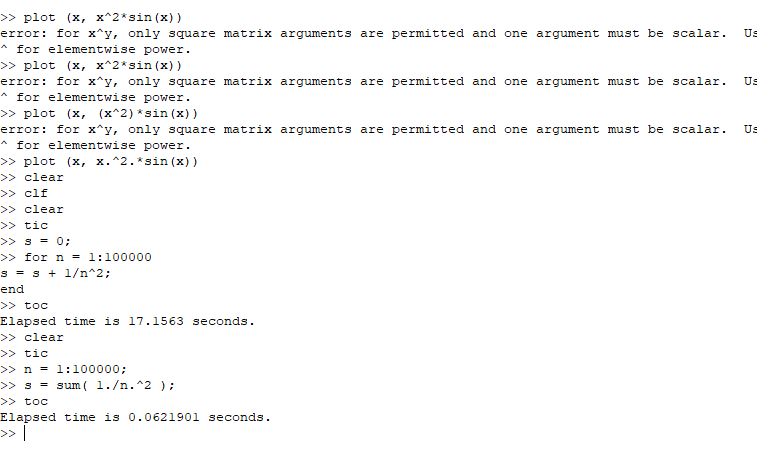 >> plot (x, x^2*sin(x))
error: for x^y, only square matrix arguments are permitted and one argument must be scalar.  Us
^ for elementwise power.
>> plot (x, x^2*sin(x))
error: for x^y, only square matrix arguments are permitted and one argument must be scalar.  Us
^ for elementwise power.
>> plot (x, (x^2)*sin(x))
error: for x^y, only square matrix arguments are permitted and one argument must be scalar.  Us
^ for elementwise power.
>> plot (x, x.^2.*sin(x))
>> clear
>> clf
>> clear
>> tic
>> s = 0;
>> for n = 1:100000
s = s + 1/n^2;
end
>> toc
Elapsed time is 17.1563 seconds.
>> clear
>> tic
>> n = 1:100000;
>> s = sum( 1./n.^2 );
>> toc
Elapsed time is 0.0621901 seconds.
>>